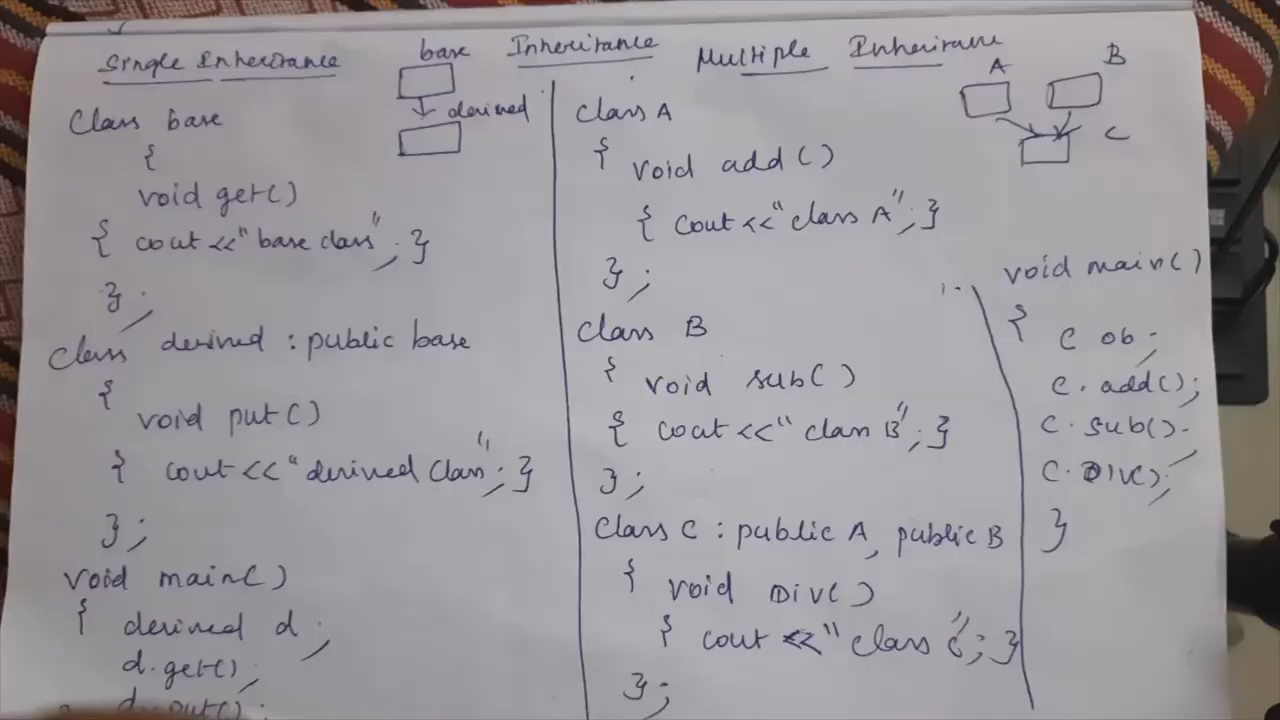 Inheritance
Single Inheritance
base
derived
Class base
{
void get()
{ cout <<"base class"; }
};
Class derived : public base
{
void put()
{ cout <<"derived Class"; }
};
void main()
{ derived d;
d.get();
d.put();
Multiple Inheritance
A
B
C
Class A
{ void add()
{ cout <<"class A"; }
};
Class B
{ void sub()
{ cout <<"class B"; }
};
Class C : public A, public B
{ void Div()
{ cout <<"class C"; }
};
void main()
{ C ob;
C.add();
C.sub();
C.Div();
}